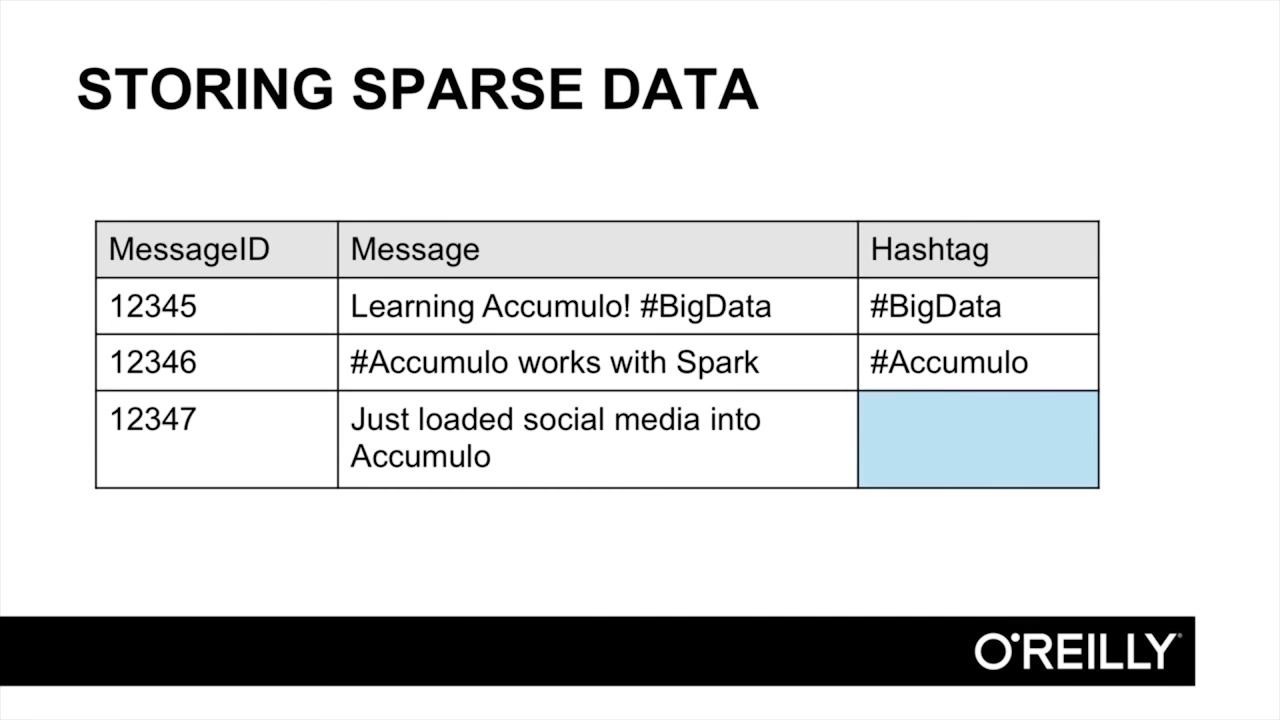 STORING SPARSE DATA
MessageID Message Hashtag
12345 Learning Accumulo! #BigData #BigData
12346 #Accumulo works with Spark #Accumulo
12347 Just loaded social media into
Accumulo
O'REILLY®